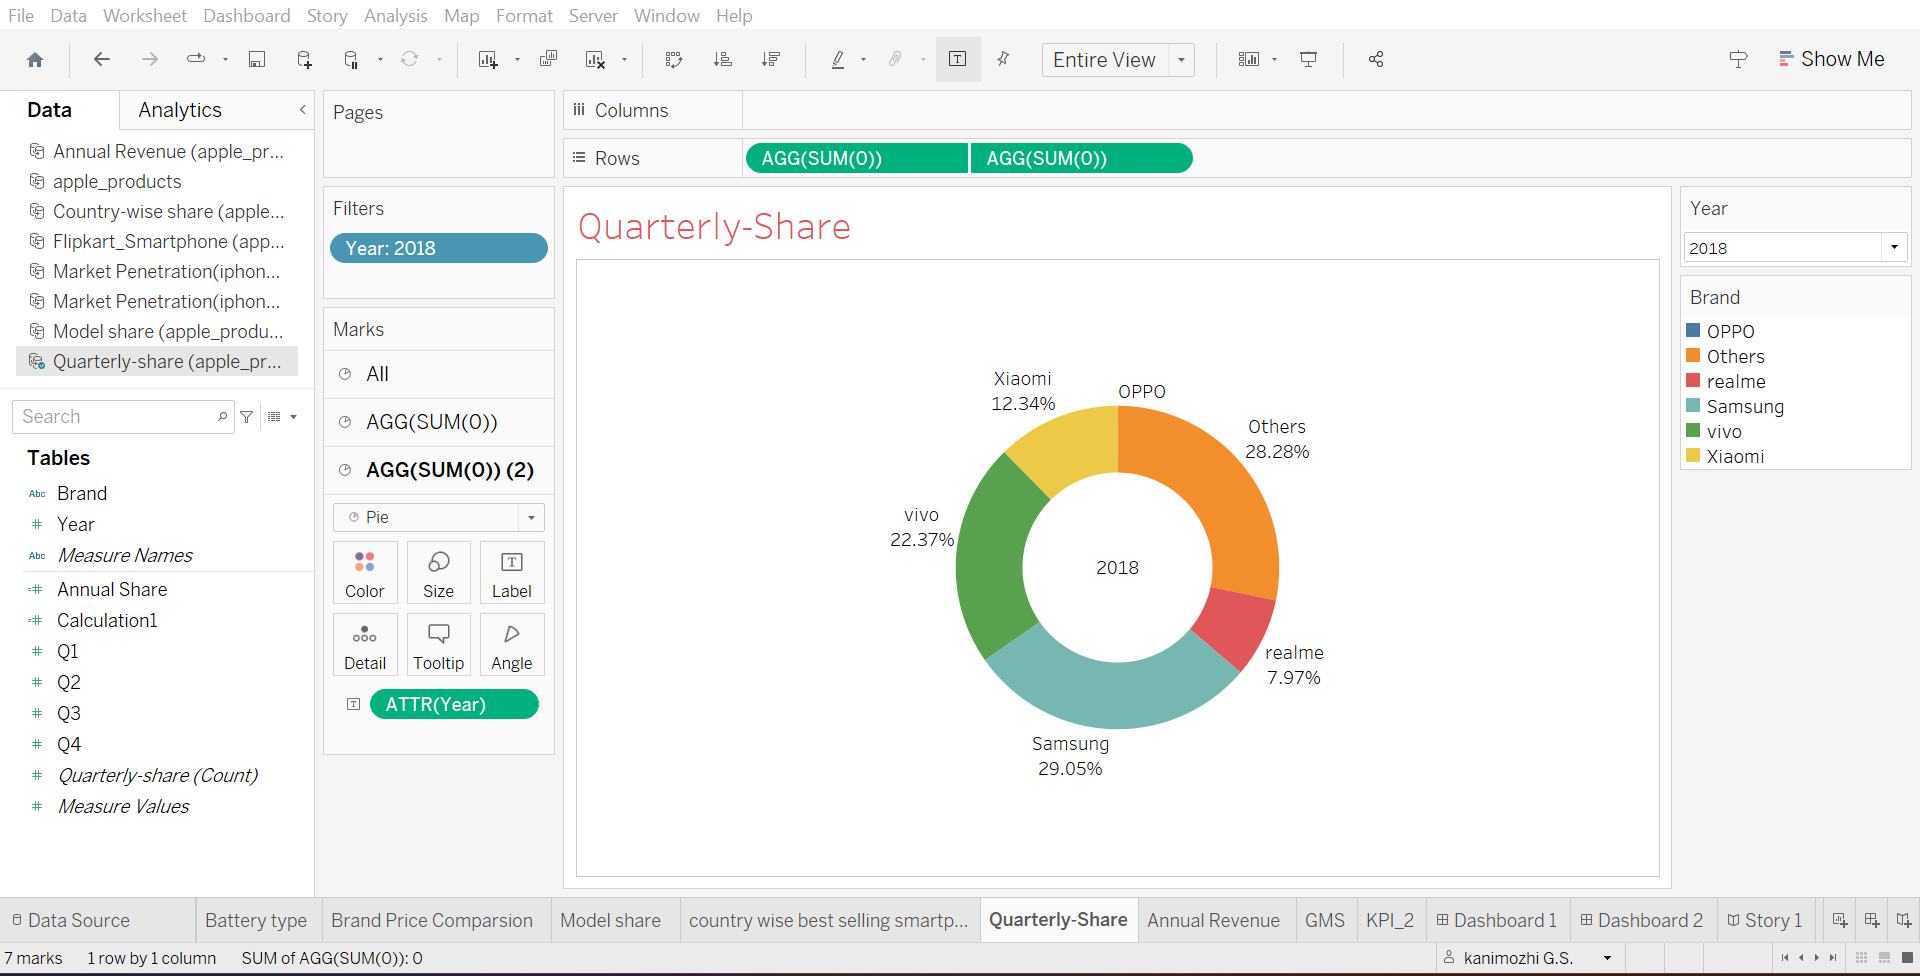 File Data Worksheet Dashboard Story Analysis Map Format Server Window Help
Entire View
Show Me
Data Analytics
Annual Revenue (apple_pr...
apple_products
Country-wise share (apple...
Flipkart_Smartphone (app...
Market Penetration(iphon...
Market Penetration(iphon...
Model share (apple_produ...
Quarterly-share (apple_pr...
Search
Tables
Abc Brand
# Year
Abc Measure Names
=# Annual Share
=# Calculation1
# Q1
# Q2
# Q3
# Q4
# Quarterly-share (Count)
# Measure Values
Pages
Filters
Year: 2018
Marks
All
AGG(SUM(0))
AGG(SUM(0)) (2)
Pie
Color Size Label
Detail Tooltip Angle
T ATTR(Year)
Columns
Rows AGG(SUM(0)) AGG(SUM(0))
Quarterly-Share
Xiaomi
12.34%
OPPO
Others
28.28%
vivo
22.37%
2018
realme
7.97%
Samsung
29.05%
Year
2018
Brand
OPPO
Others
realme
Samsung
vivo
Xiaomi
Data Source Battery type Brand Price Comparsion Model share country wise best selling smartp... Quarterly-Share Annual Revenue GMS KPI_2 Dashboard 1 Dashboard 2 Story 1
7 marks 1 row by 1 column SUM of AGG(SUM(0)): 0 kanimozhi G.S.